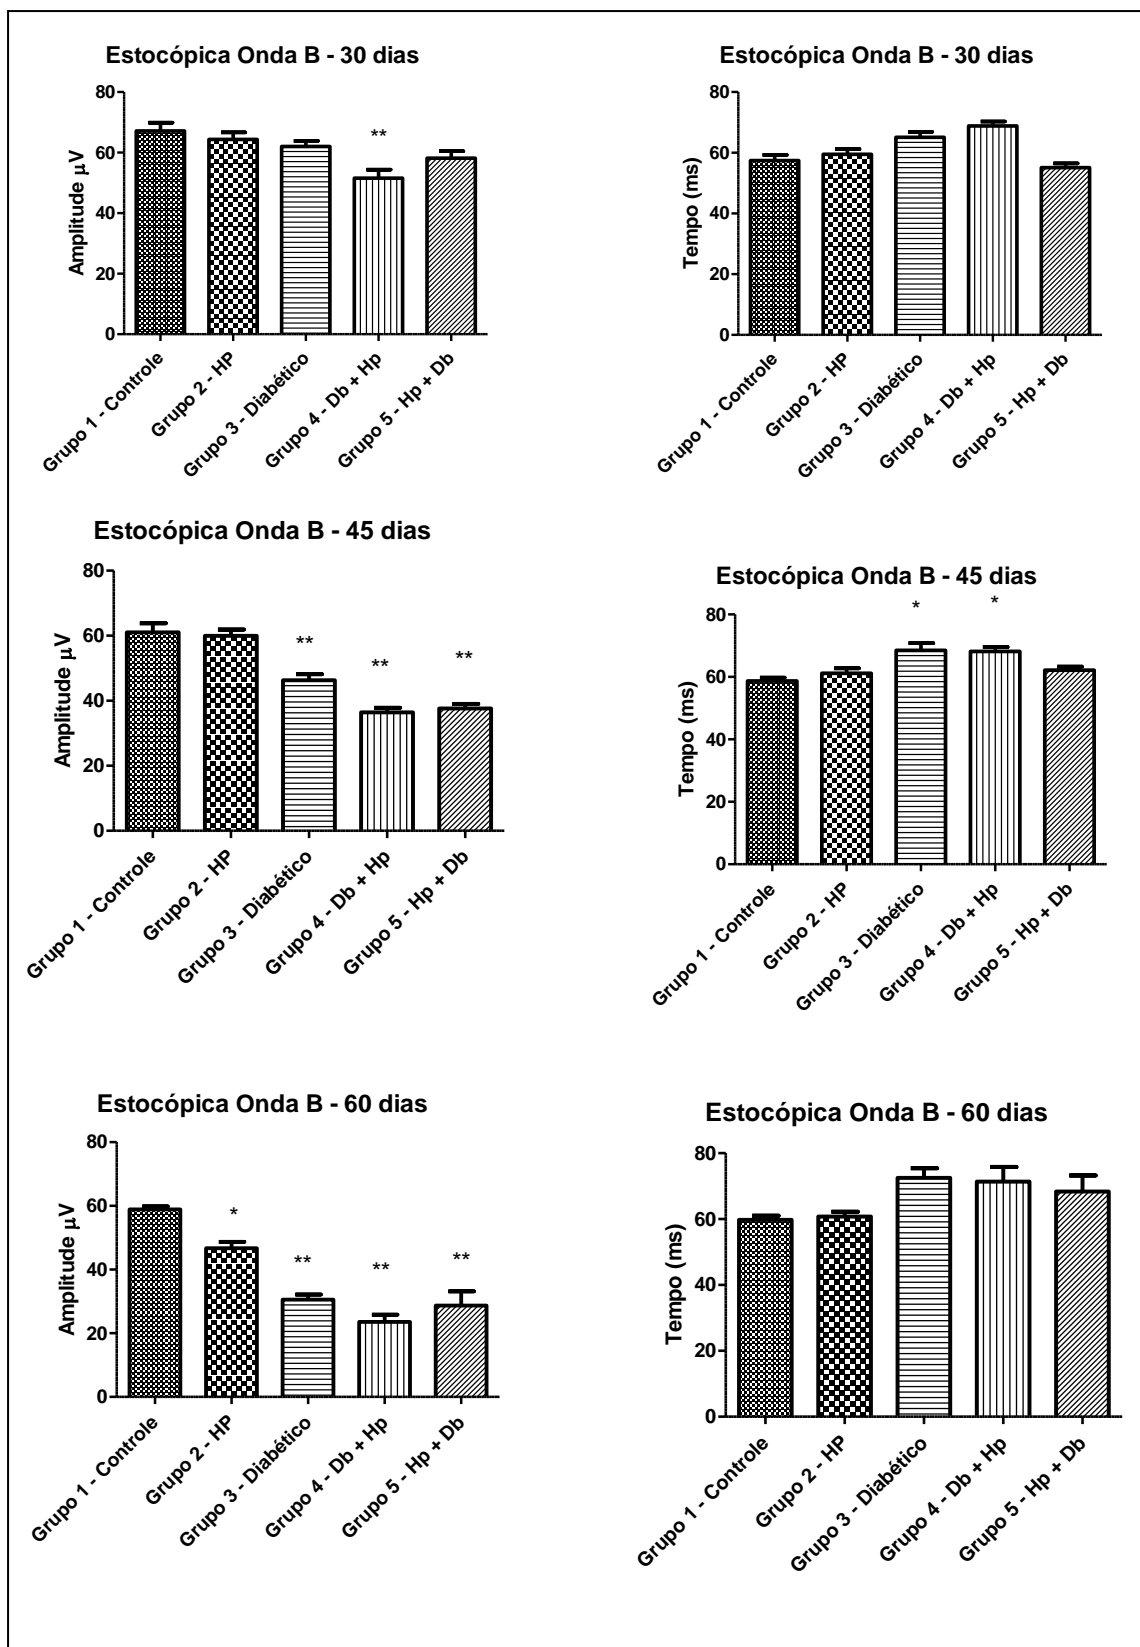 Estocópica Onda B - 30 dias
Amplitude µV
80
60
40
20
0
**
Grupo 1 - Controle
Grupo 2 - HP
Grupo 3 - Diabético
Grupo 4 - Db + Hp
Grupo 5 - Hp + Db
Estocópica Onda B - 30 dias
Tempo (ms)
80
60
40
20
0
Grupo 1 - Controle
Grupo 2 - HP
Grupo 3 - Diabético
Grupo 4 - Db + Hp
Grupo 5 - Hp + Db
Estocópica Onda B - 45 dias
Amplitude µV
80
60
40
20
0
** ** **
Grupo 1 - Controle
Grupo 2 - HP
Grupo 3 - Diabético
Grupo 4 - Db + Hp
Grupo 5 - Hp + Db
Estocópica Onda B - 45 dias
Tempo (ms)
80
60
40
20
0
* *
Grupo 1 - Controle
Grupo 2 - HP
Grupo 3 - Diabético
Grupo 4 - Db + Hp
Grupo 5 - Hp + Db
Estocópica Onda B - 60 dias
Amplitude µV
80
60
40
20
0
* ** ** **
Grupo 1 - Controle
Grupo 2 - HP
Grupo 3 - Diabético
Grupo 4 - Db + Hp
Grupo 5 - Hp + Db
Estocópica Onda B - 60 dias
Tempo (ms)
80
60
40
20
0
Grupo 1 - Controle
Grupo 2 - HP
Grupo 3 - Diabético
Grupo 4 - Db + Hp
Grupo 5 - Hp + Db